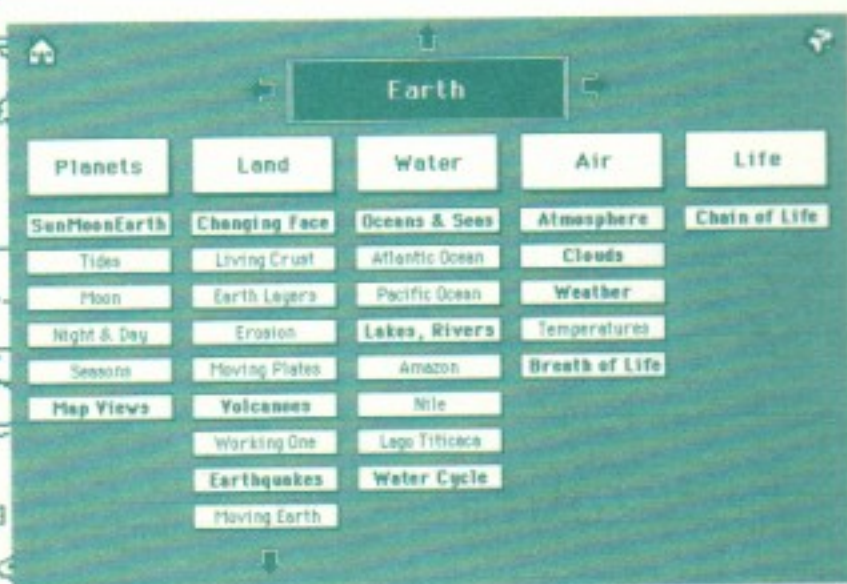 Earth
Planets
SunMoonEarth
Tides
Moon
Night & Day
Seasons
Map Views
Land
Changing Face
Living Crust
Earth Layers
Erosion
Moving Plates
Volcanoes
Working One
Earthquakes
Moving Earth
Water
Oceans & Seas
Atlantic Ocean
Pacific Ocean
Lakes, Rivers
Amazon
Nile
Lago Titicaca
Water Cycle
Air
Atmosphere
Clouds
Weather
Temperatures
Breath of Life
Life
Chain of Life